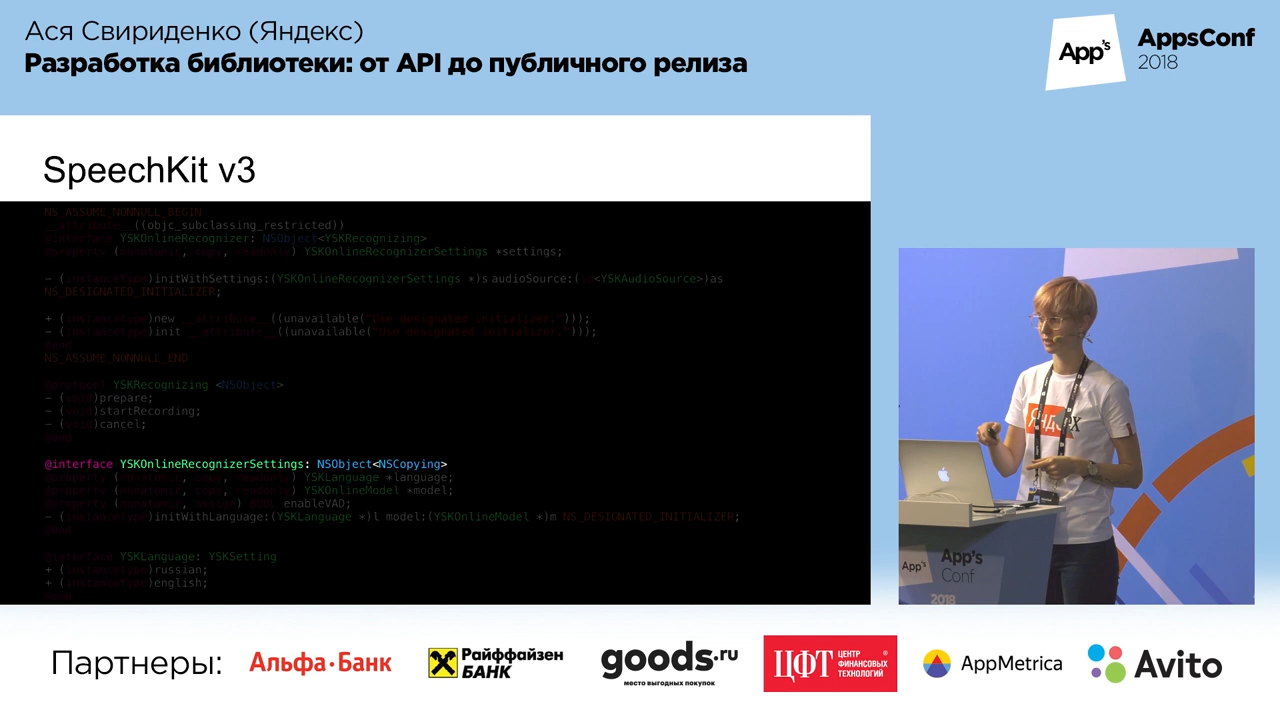 Ася Свириденко (Яндекс)
Разработка библиотеки: от API до публичного релиза
App's
AppsConf
2018
SpeechKit v3
NS_ASSUME_NONNULL_BEGIN
__attribute__((objc_subclassing_restricted))
@interface YSKOnlineRecognizer: NSObject<YSKRecognizing>
@property (nonatomic, copy, readonly) YSKOnlineRecognizerSettings *settings;
- (instancetype)initWithSettings:(YSKOnlineRecognizerSettings *)s audioSource:(id<YSKAudioSource>)as
NS_DESIGNATED_INITIALIZER;
+ (instancetype)new __attribute__((unavailable("Use designated initializer.")));
- (instancetype)init __attribute__((unavailable("Use designated initializer.")));
@end
NS_ASSUME_NONNULL_END
@protocol YSKRecognizing <NSObject>
- (void)prepare;
- (void)startRecording;
- (void)cancel;
@end
@interface YSKOnlineRecognizerSettings: NSObject<NSCopying>
@property (nonatomic, copy, readonly) YSKLanguage *language;
@property (nonatomic, copy, readonly) YSKOnlineModel *model;
@property (nonatomic, assign) BOOL enableVAD;
- (instancetype)initWithLanguage:(YSKLanguage *)l model:(YSKOnlineModel *)m NS_DESIGNATED_INITIALIZER;
@end
@interface YSKLanguage: YSKSetting
+ (instancetype)russian;
+ (instancetype)english;
@end
App's
App's
Conf
2018
Партнеры:
Альфа·Банк
Райффайзен
БАНК
goods.ru
место выгодных покупок
ЦФТ
ЦЕНТР
ФИНАНСОВЫХ
ТЕХНОЛОГИЙ
®
AppMetrica
Avito